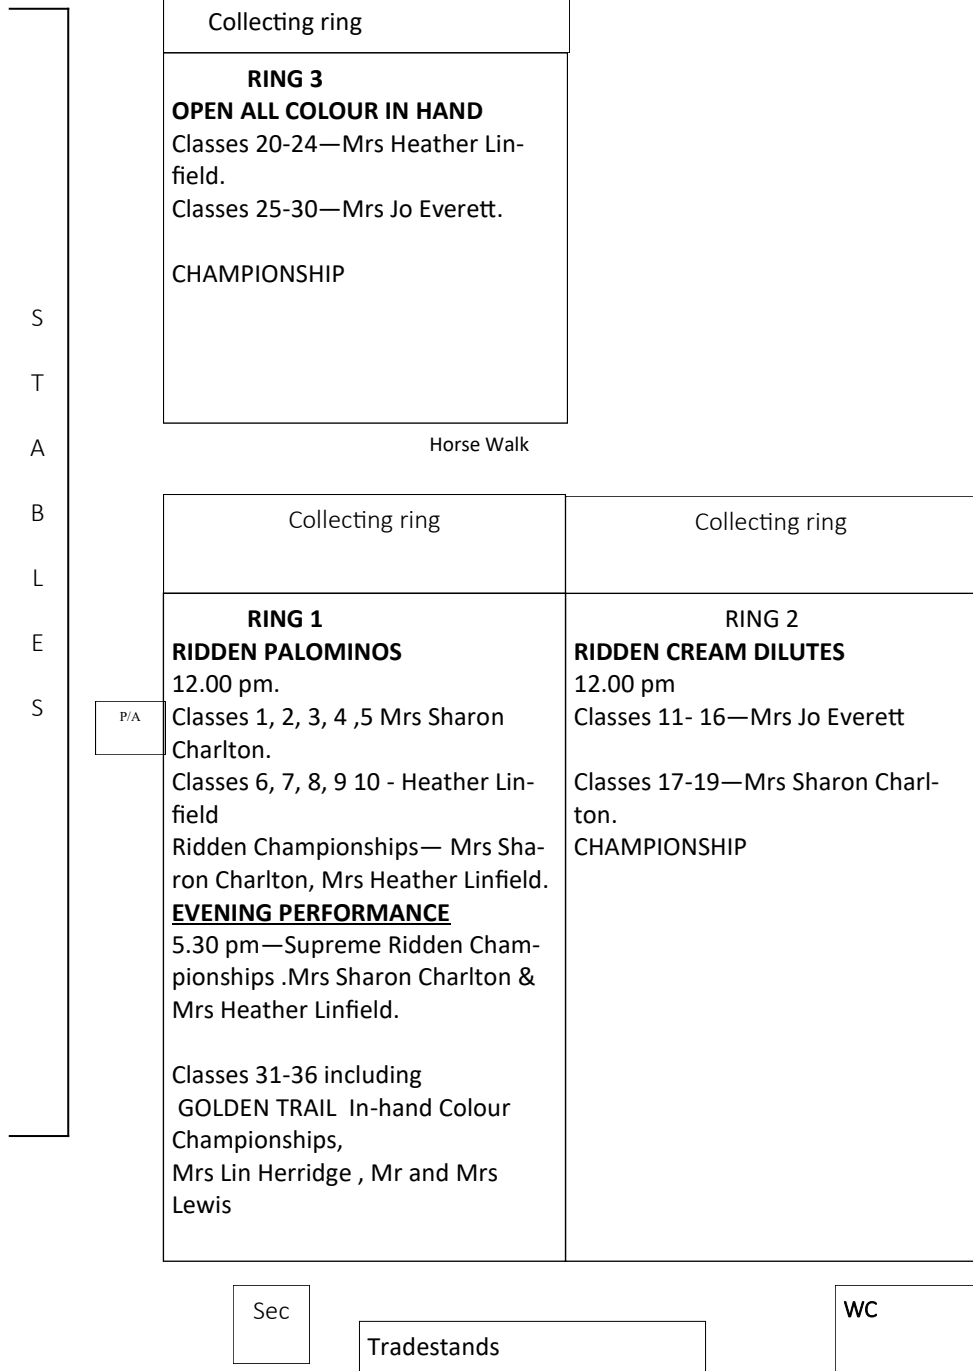 Collecting ring
RING 3
OPEN ALL COLOUR IN HAND
Classes 20-24—Mrs Heather Lin-
field.
Classes 25-30—Mrs Jo Everett.
CHAMPIONSHIP
S
T
A
B
L
E
S
Horse Walk
Collecting ring
Collecting ring
P/A
RING 1
RIDDEN PALOMINOS
12.00 pm.
Classes 1, 2, 3, 4 ,5 Mrs Sharon
Charlton.
Classes 6, 7, 8, 9 10 - Heather Lin-
field
Ridden Championships— Mrs Sha-
ron Charlton, Mrs Heather Linfield.
EVENING PERFORMANCE
5.30 pm—Supreme Ridden Cham-
pionships .Mrs Sharon Charlton &
Mrs Heather Linfield.
Classes 31-36 including
GOLDEN TRAIL  In-hand Colour
Championships,
Mrs Lin Herridge , Mr and Mrs
Lewis
RING 2
RIDDEN CREAM DILUTES
12.00 pm
Classes 11- 16—Mrs Jo Everett
Classes 17-19—Mrs Sharon Charl-
ton.
CHAMPIONSHIP
Sec
Tradestands
WC